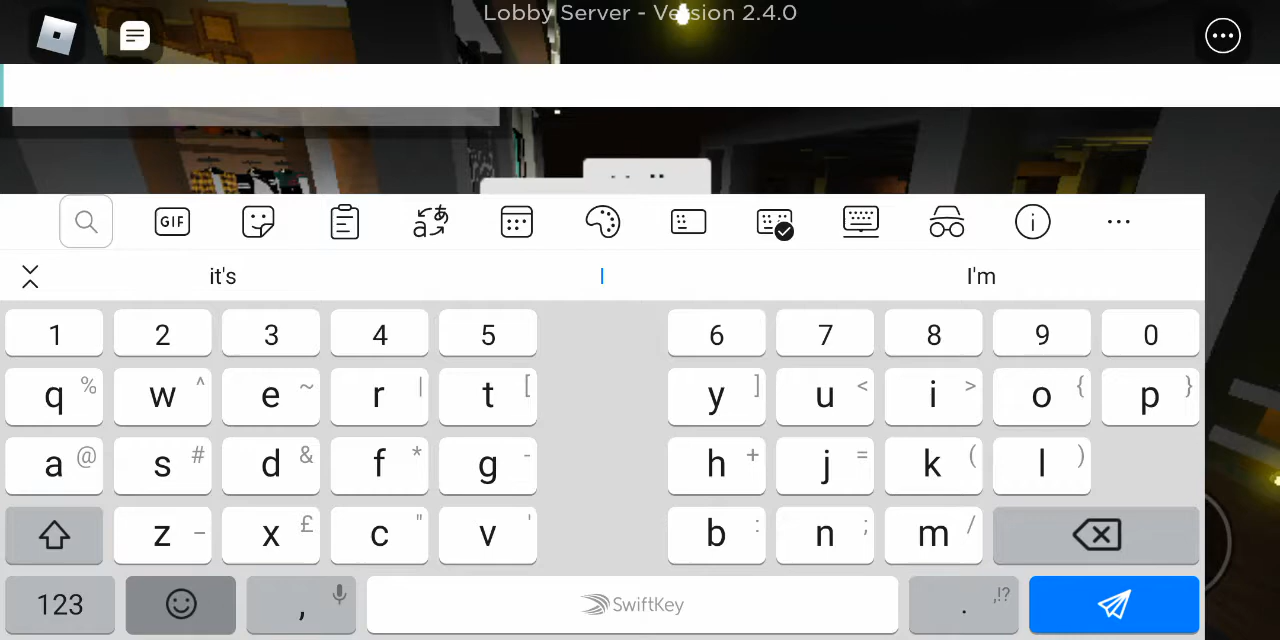 Lobby Server - Version 2.4.0
GIF
it's I I'm
1 2 3 4 5 6 7 8 9 0
q % w ^ e ~ r | t [ y ] u < i > o { p }
a @ s # d & f * g - h + j = k ( l )
z _ x £ c " v ' b : n ; m /
123 , SwiftKey . ,!?